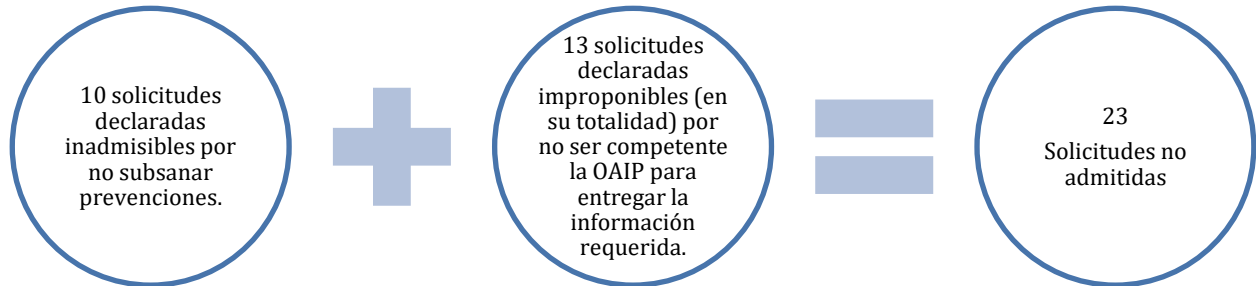 10 solicitudes
declaradas
inadmisibles por
no subsanar
prevenciones.
13 solicitudes
declaradas
improponibles (en
su totalidad) por
no ser competente
la OAIP para
entregar la
información
requerida.
23
Solicitudes no
admitidas